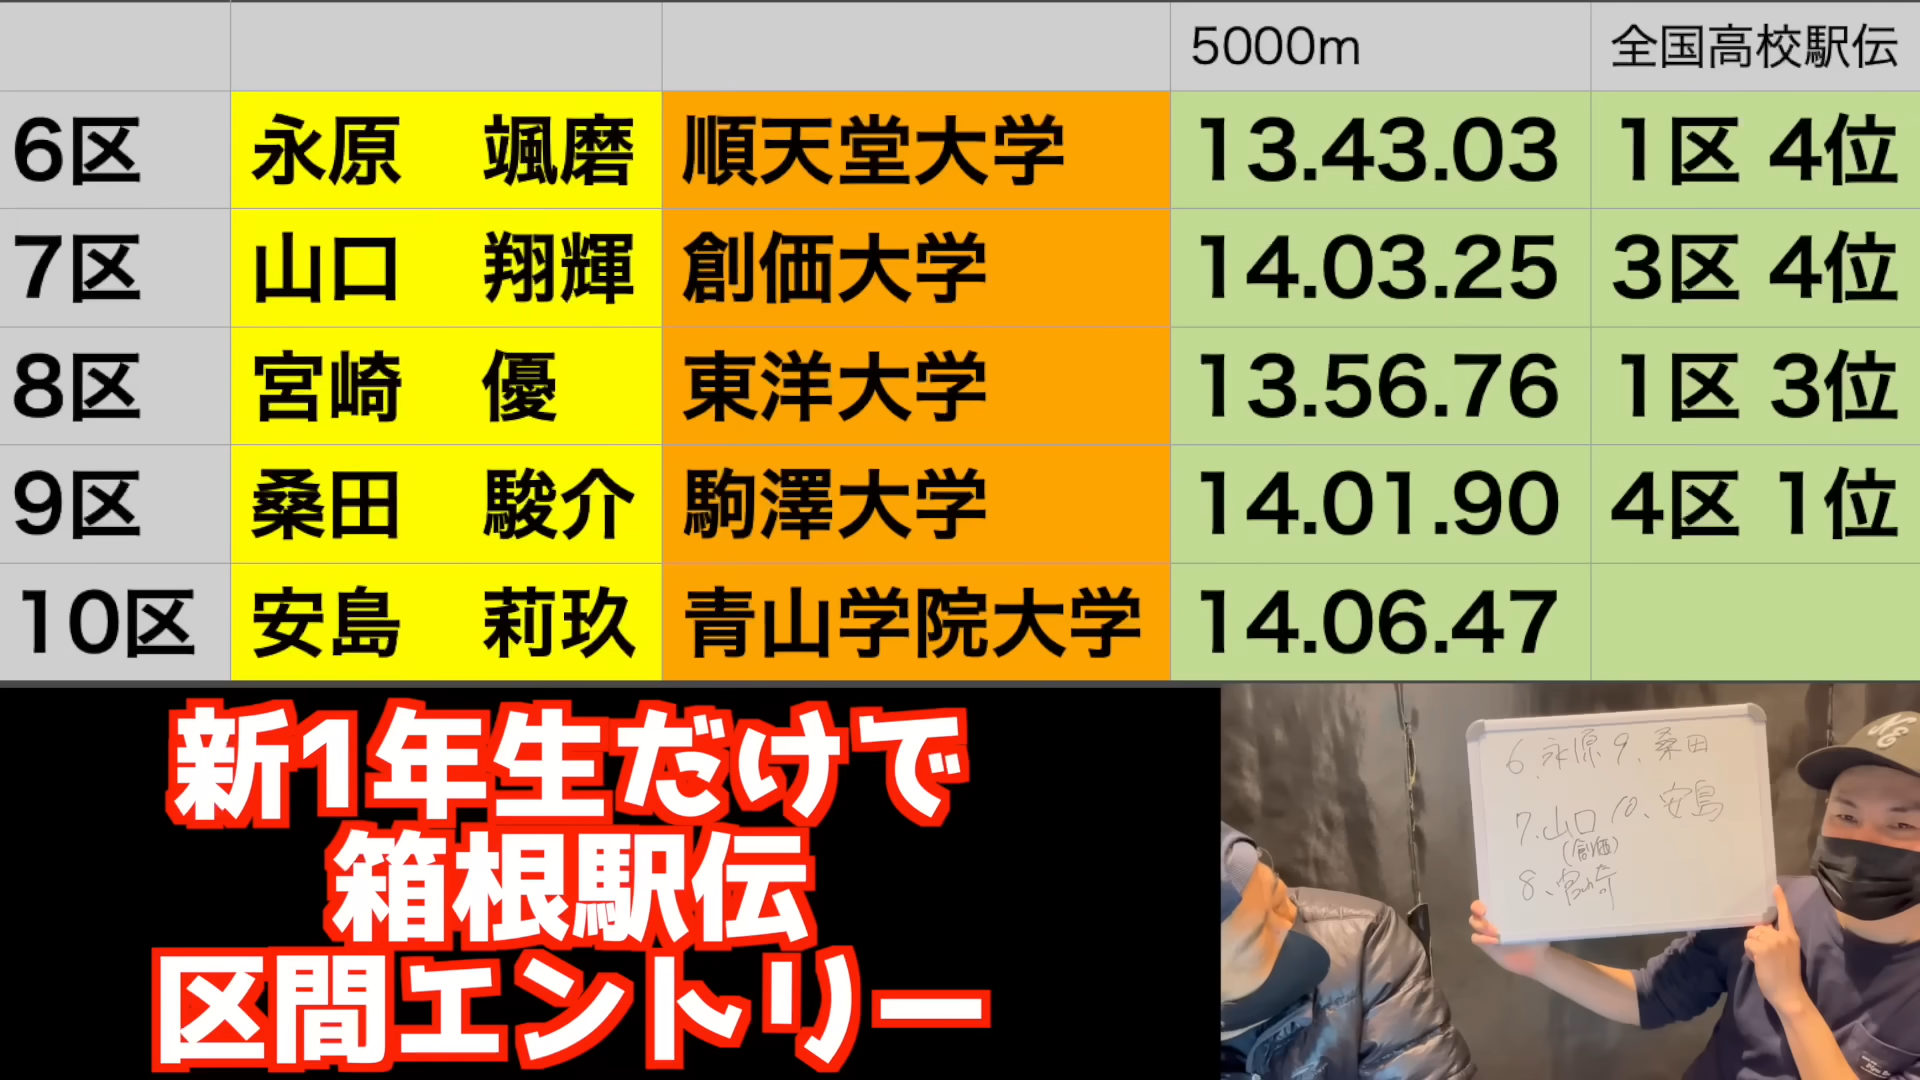 5000m 全国高校駅伝
6区 永原 颯磨 順天堂大学 13.43.03 1区 4位
7区 山口 翔輝 創価大学 14.03.25 3区 4位
8区 宮崎 優 東洋大学 13.56.76 1区 3位
9区 桑田 駿介 駒澤大学 14.01.90 4区 1位
10区 安島 莉玖 青山学院大学 14.06.47
新1年生だけで
箱根駅伝
区間エントリー
6、永原 9、桑田
7.山口 10、安島
(創価)
8、宮崎